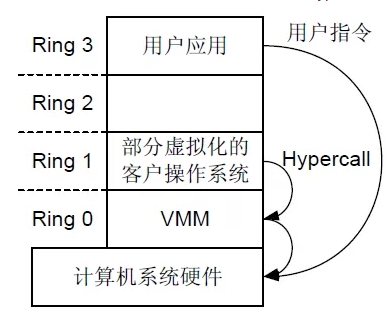 Ring 3
用户应用
用户指令
Ring 2
Ring 1
部分虚拟化的
客户操作系统
Hypercall
Ring 0
VMM
计算机系统硬件